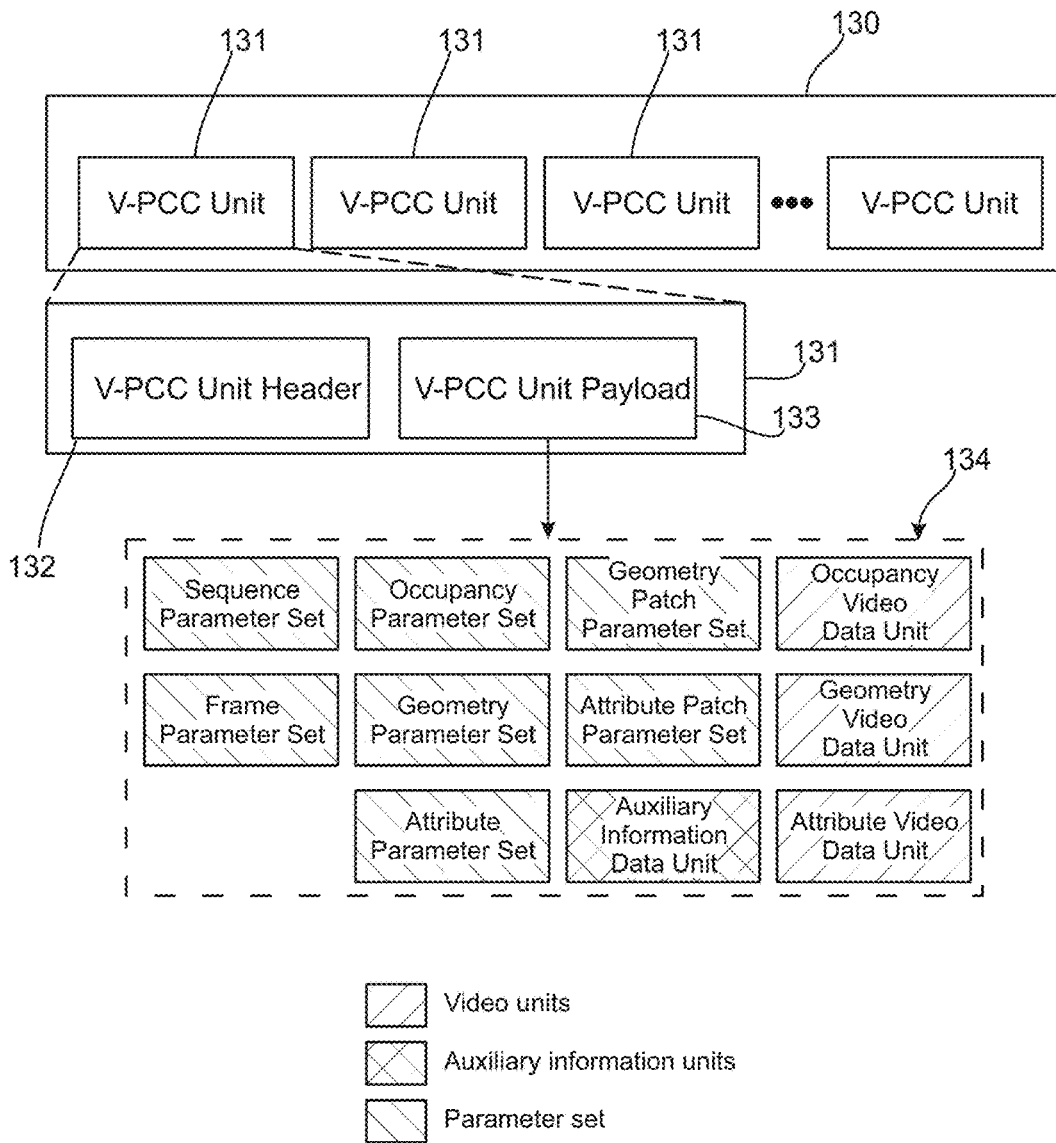 131 131 131 130
V-PCC Unit V-PCC Unit V-PCC Unit ••• V-PCC Unit
V-PCC Unit Header V-PCC Unit Payload 131
133
132
134
Sequence
Parameter Set
Occupancy
Parameter Set
Geometry
Patch
Parameter Set
Occupancy
Video
Data Unit
Frame
Parameter Set
Geometry
Parameter Set
Attribute Patch
Parameter Set
Geometry
Video
Data Unit
Attribute
Parameter Set
Auxiliary
Information
Data Unit
Attribute Video
Data Unit
Video units
Auxiliary information units
Parameter set